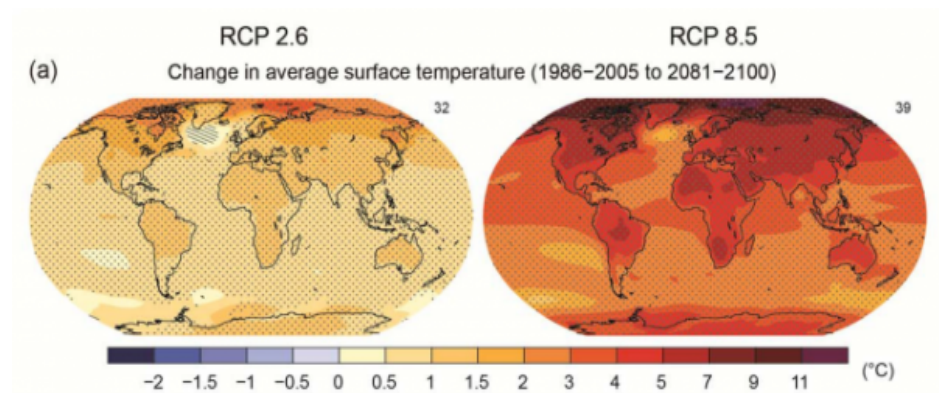 RCP 2.6 RCP 8.5
(a) Change in average surface temperature (1986−2005 to 2081−2100)
32 39
−2 −1.5 −1 −0.5 0 0.5 1 1.5 2 3 4 5 7 9 11 (°C)